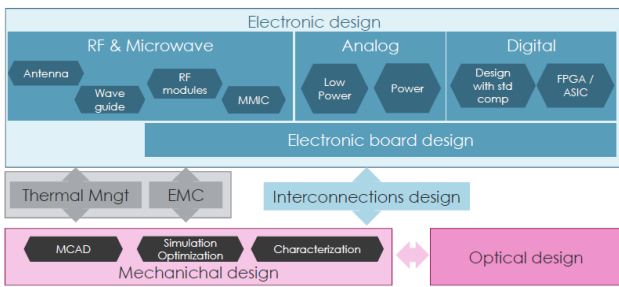 Electronic design
RF & Microwave
Analog
Digital
Antenna
Wave
guide
RF
modules
MMIC
Low
Power
Power
Design
with std
comp
FPGA /
ASIC
Electronic board design
Thermal Mngt
EMC
Interconnections design
MCAD
Simulation
Optimization
Characterization
Mechanichal design
Optical design